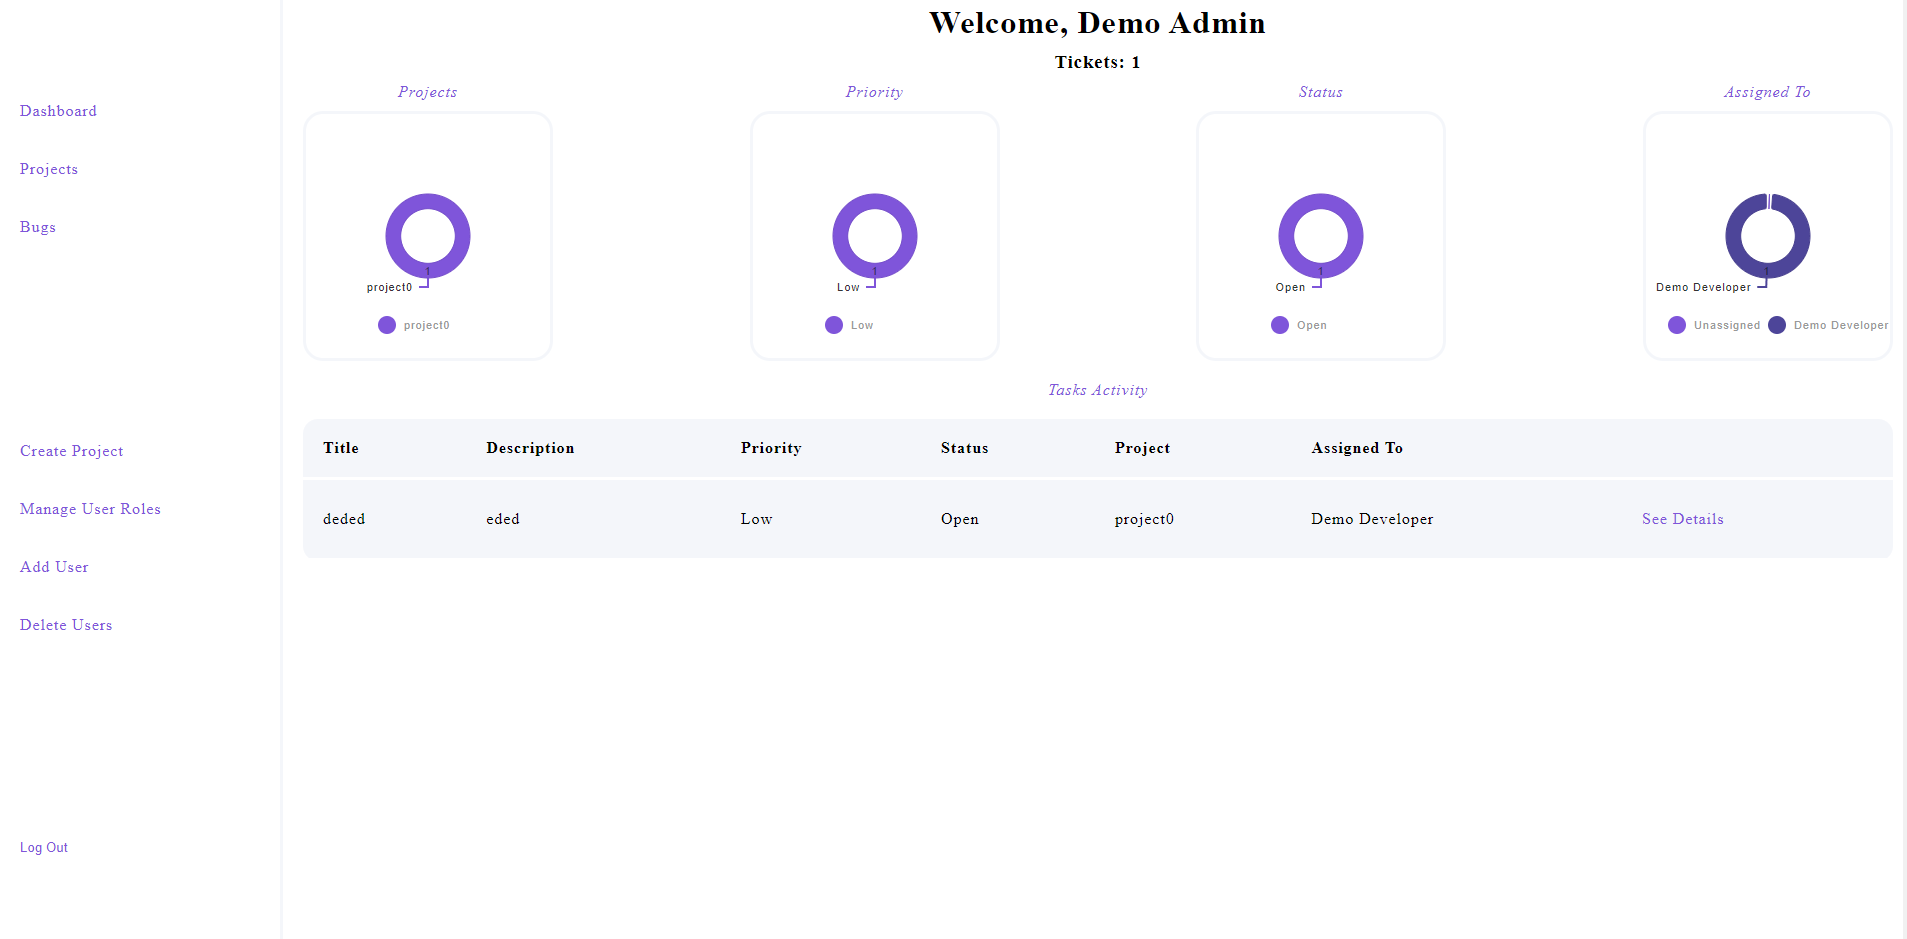 Dashboard
Projects
Bugs
Create Project
Manage User Roles
Add User
Delete Users
Log Out
Welcome, Demo Admin
Tickets: 1
Projects
1
project0
project0
Priority
1
Low
Low
Status
1
Open
Open
Assigned To
1
Demo Developer
Unassigned Demo Developer
Tasks Activity
Title Description Priority Status Project Assigned To
deded eded Low Open project0 Demo Developer See Details